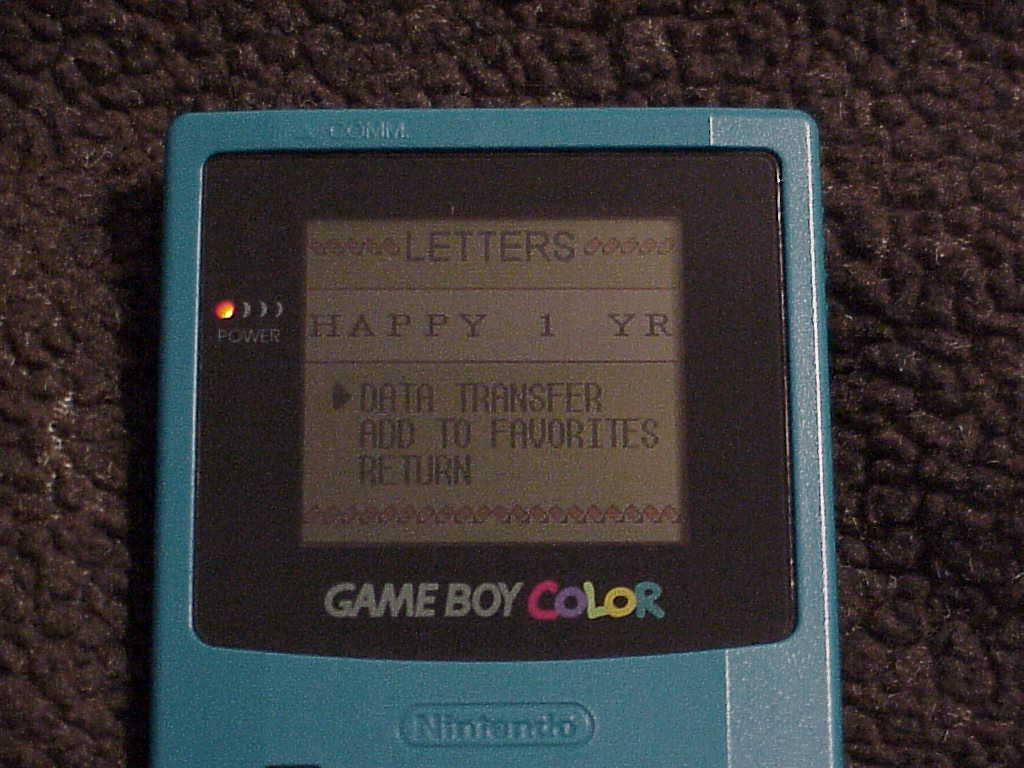 COMM.
LETTERS
HAPPY 1 YR
POWER
DATA TRANSFER
ADD TO FAVORITES
RETURN
GAME BOY COLOR
Nintendo